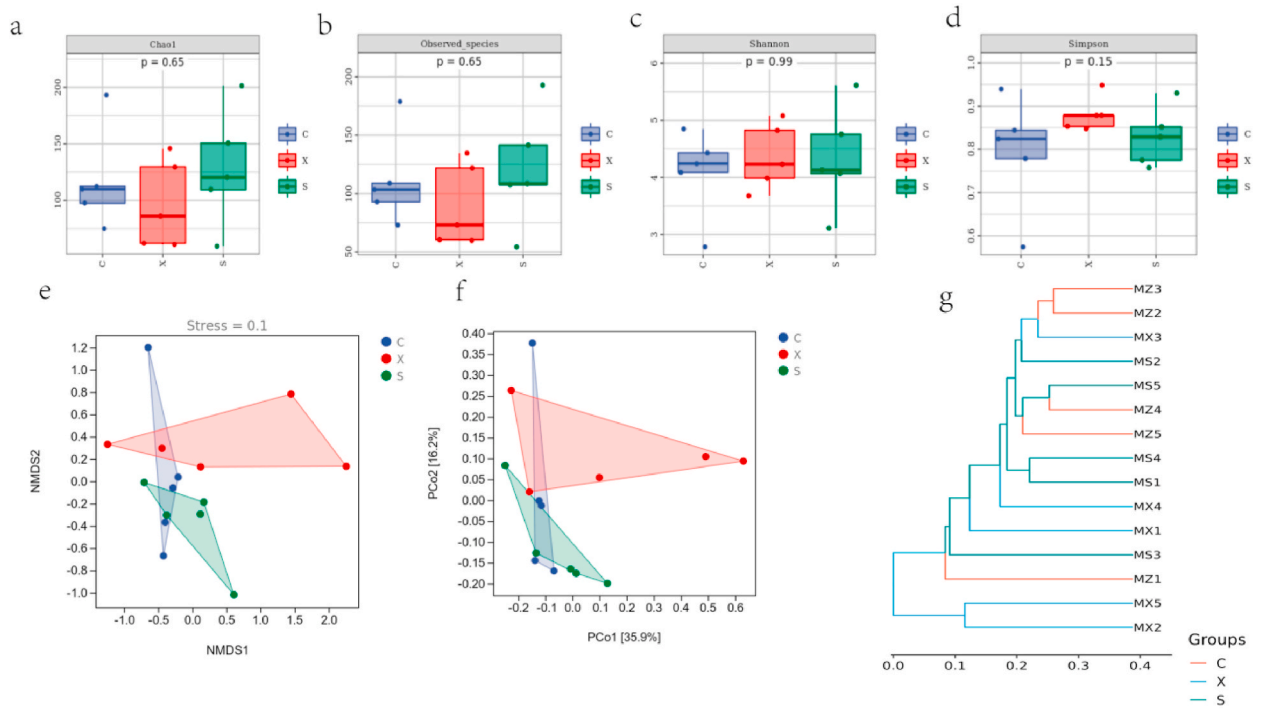 a
Chao1
p = 0.65
200
150
100
C
X
S
C
X
S
b
Observed_species
p = 0.65
200
150
100
50
C
X
S
C
X
S
c
Shannon
p = 0.99
6
5
4
3
C
X
S
C
X
S
d
Simpson
p = 0.15
1.0
0.9
0.8
0.7
0.6
C
X
S
C
X
S
e
Stress = 0.1
NMDS2
1.2
1.0
0.8
0.6
0.4
0.2
0.0
-0.2
-0.4
-0.6
-0.8
-1.0
-1.0
-0.5
0.0
0.5
1.0
1.5
2.0
NMDS1
C
X
S
f
PCo2 [16.2%]
0.40
0.35
0.30
0.25
0.20
0.15
0.10
0.05
0.00
-0.05
-0.10
-0.15
-0.20
-0.2
-0.1
0.0
0.1
0.2
0.3
0.4
0.5
0.6
PCo1 [35.9%]
C
X
S
g
MZ3
MZ2
MX3
MS2
MS5
MZ4
MZ5
MS4
MS1
MX4
MX1
MS3
MZ1
MX5
MX2
0.0
0.1
0.2
0.3
0.4
Groups
C
X
S